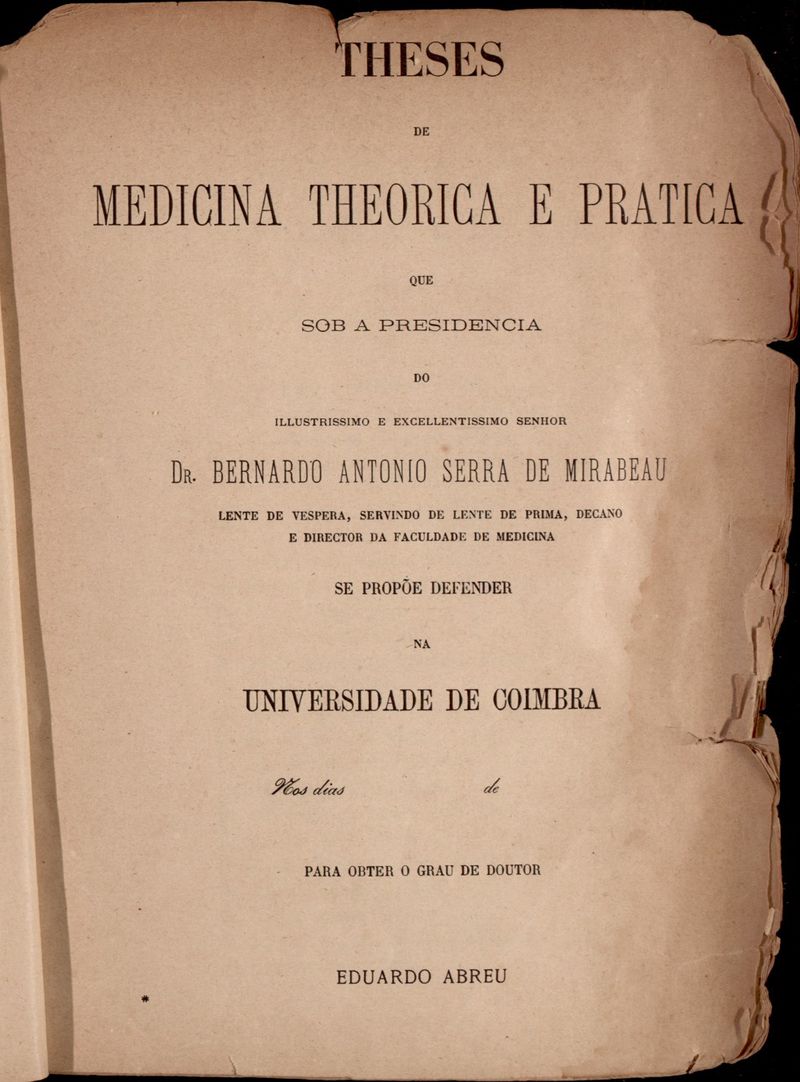 THESES
DE
MEDICINA THEORICA E PRATICA
QUE
SOB A PRESIDENCIA
DO
ILLUSTRISSIMO E EXCELLENTISSIMO SENHOR
DR. BERNARDO ANTONIO SERRA DE MIRABEAU
LENTE DE VESPERA, SERVINDO DE LENTE DE PRIMA, DECANO
E DIRECTOR DA FACULDADE DE MEDICINA
SE PROPÕE DEFENDER
NA
UNIVERSIDADE DE COIMBRA
Nos dias de
PARA OBTER O GRAU DE DOUTOR
EDUARDO ABREU
*